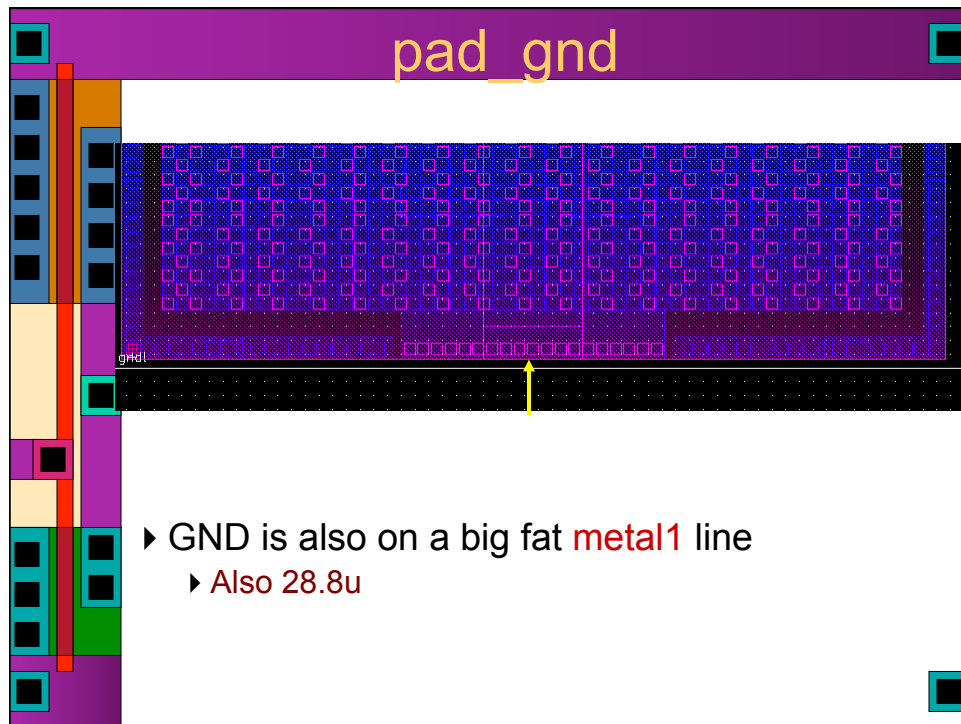 pad_gnd
gnd!
GND is also on a big fat metal1 line
Also 28.8u